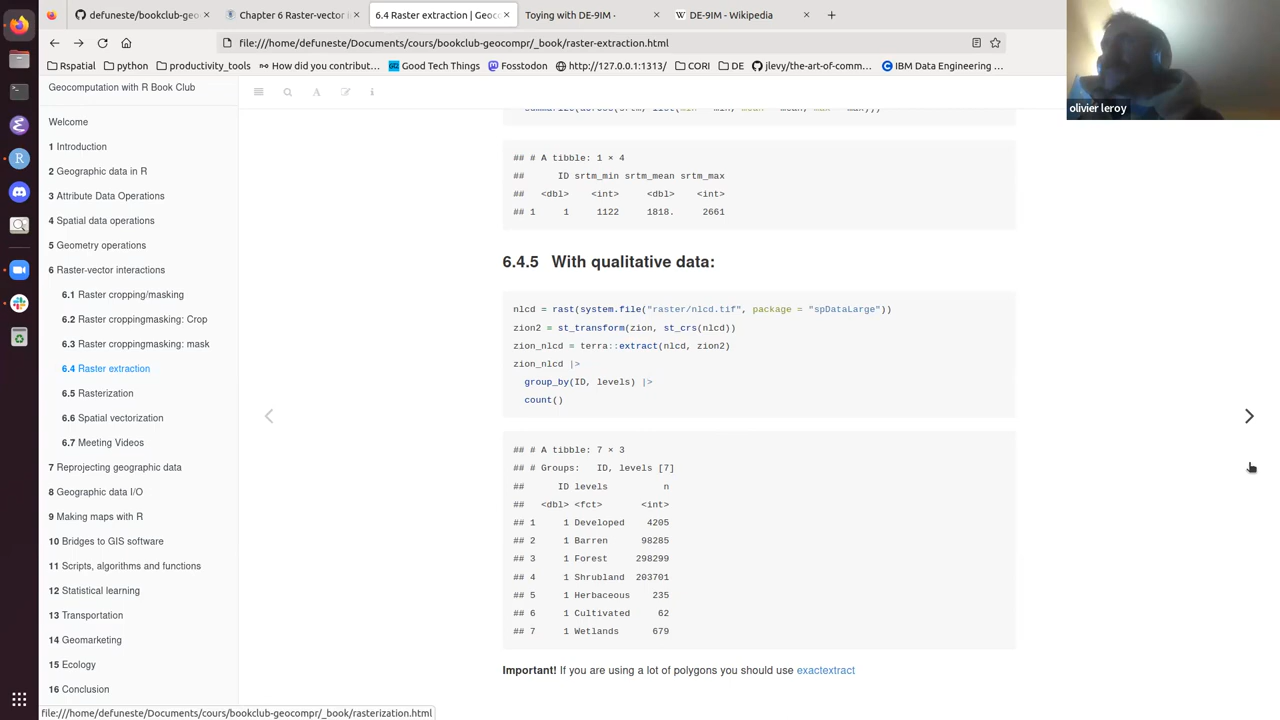 defuneste/bookclub-geo
Chapter 6 Raster-vector i
6.4 Raster extraction | Geoc
Toying with DE-9IM ·
DE-9IM - Wikipedia
file:///home/defuneste/Documents/cours/bookclub-geocompr/_book/raster-extraction.html
Rspatial
python
productivity_tools
How did you contribut…
Good Tech Things
Fosstodon
http://127.0.0.1:1313/
CORI
DE
jlevy/the-art-of-comm…
IBM Data Engineering …
olivier leroy
Geocomputation with R Book Club
Welcome
1 Introduction
2 Geographic data in R
3 Attribute Data Operations
4 Spatial data operations
5 Geometry operations
6 Raster-vector interactions
6.1 Raster cropping/masking
6.2 Raster croppingmasking: Crop
6.3 Raster croppingmasking: mask
6.4 Raster extraction
6.5 Rasterization
6.6 Spatial vectorization
6.7 Meeting Videos
7 Reprojecting geographic data
8 Geographic data I/O
9 Making maps with R
10 Bridges to GIS software
11 Scripts, algorithms and functions
12 Statistical learning
13 Transportation
14 Geomarketing
15 Ecology
16 Conclusion
## # A tibble: 1 × 4
##      ID srtm_min srtm_mean srtm_max
##   <dbl>    <int>     <dbl>    <int>
## 1     1     1122     1818.     2661
6.4.5 With qualitative data:
nlcd = rast(system.file("raster/nlcd.tif", package = "spDataLarge"))
zion2 = st_transform(zion, st_crs(nlcd))
zion_nlcd = terra::extract(nlcd, zion2)
zion_nlcd |>
group_by(ID, levels) |>
count()
## # A tibble: 7 × 3
## # Groups:   ID, levels [7]
##      ID levels          n
##   <dbl> <fct>       <int>
## 1     1 Developed    4205
## 2     1 Barren      98285
## 3     1 Forest     298299
## 4     1 Shrubland  203701
## 5     1 Herbaceous    235
## 6     1 Cultivated     62
## 7     1 Wetlands      679
Important! If you are using a lot of polygons you should use exactextract
file:///home/defuneste/Documents/cours/bookclub-geocompr/_book/rasterization.html